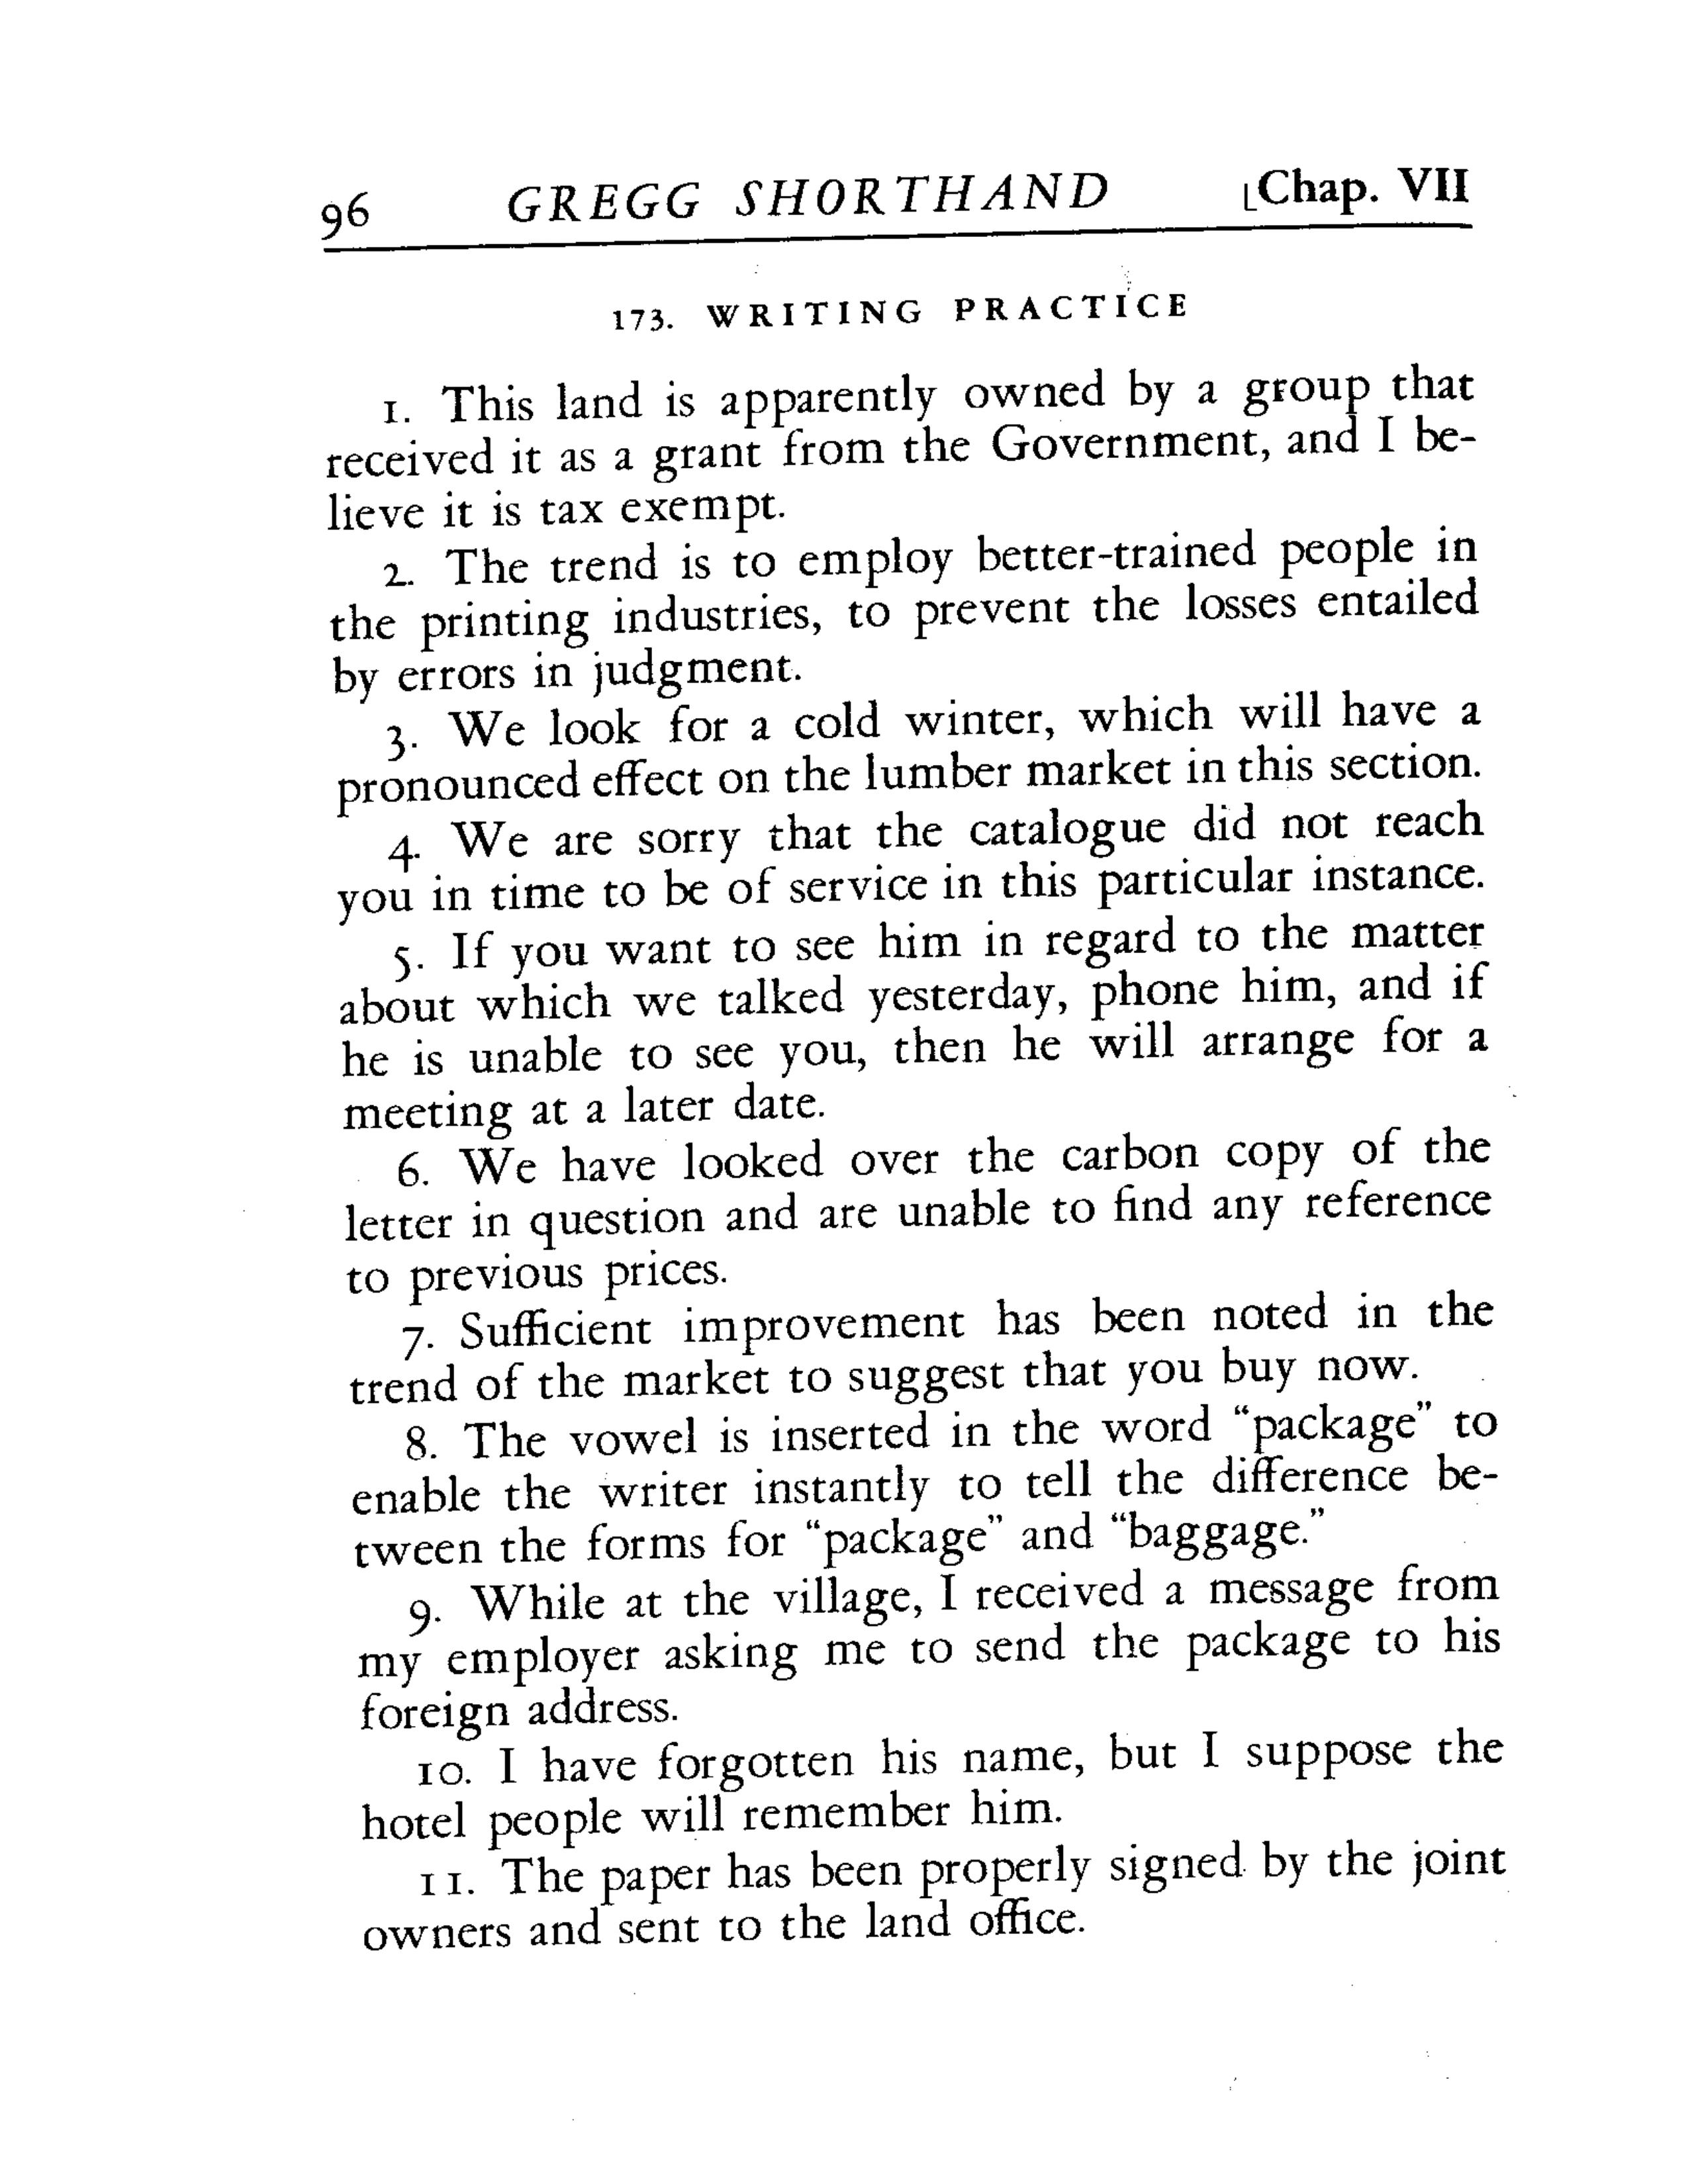 96 GREGG SHORTHAND [Chap. VII
173. WRITING PRACTICE
1. This land is apparently owned by a group that
received it as a grant from the Government, and I be-
lieve it is tax exempt.
2. The trend is to employ better-trained people in
the printing industries, to prevent the losses entailed
by errors in judgment.
3. We look for a cold winter, which will have a
pronounced effect on the lumber market in this section.
4. We are sorry that the catalogue did not reach
you in time to be of service in this particular instance.
5. If you want to see him in regard to the matter
about which we talked yesterday, phone him, and if
he is unable to see you, then he will arrange for a
meeting at a later date.
6. We have looked over the carbon copy of the
letter in question and are unable to find any reference
to previous prices.
7. Sufficient improvement has been noted in the
trend of the market to suggest that you buy now.
8. The vowel is inserted in the word “package” to
enable the writer instantly to tell the difference be-
tween the forms for “package” and “baggage.”
9. While at the village, I received a message from
my employer asking me to send the package to his
foreign address.
10. I have forgotten his name, but I suppose the
hotel people will remember him.
11. The paper has been properly signed by the joint
owners and sent to the land office.